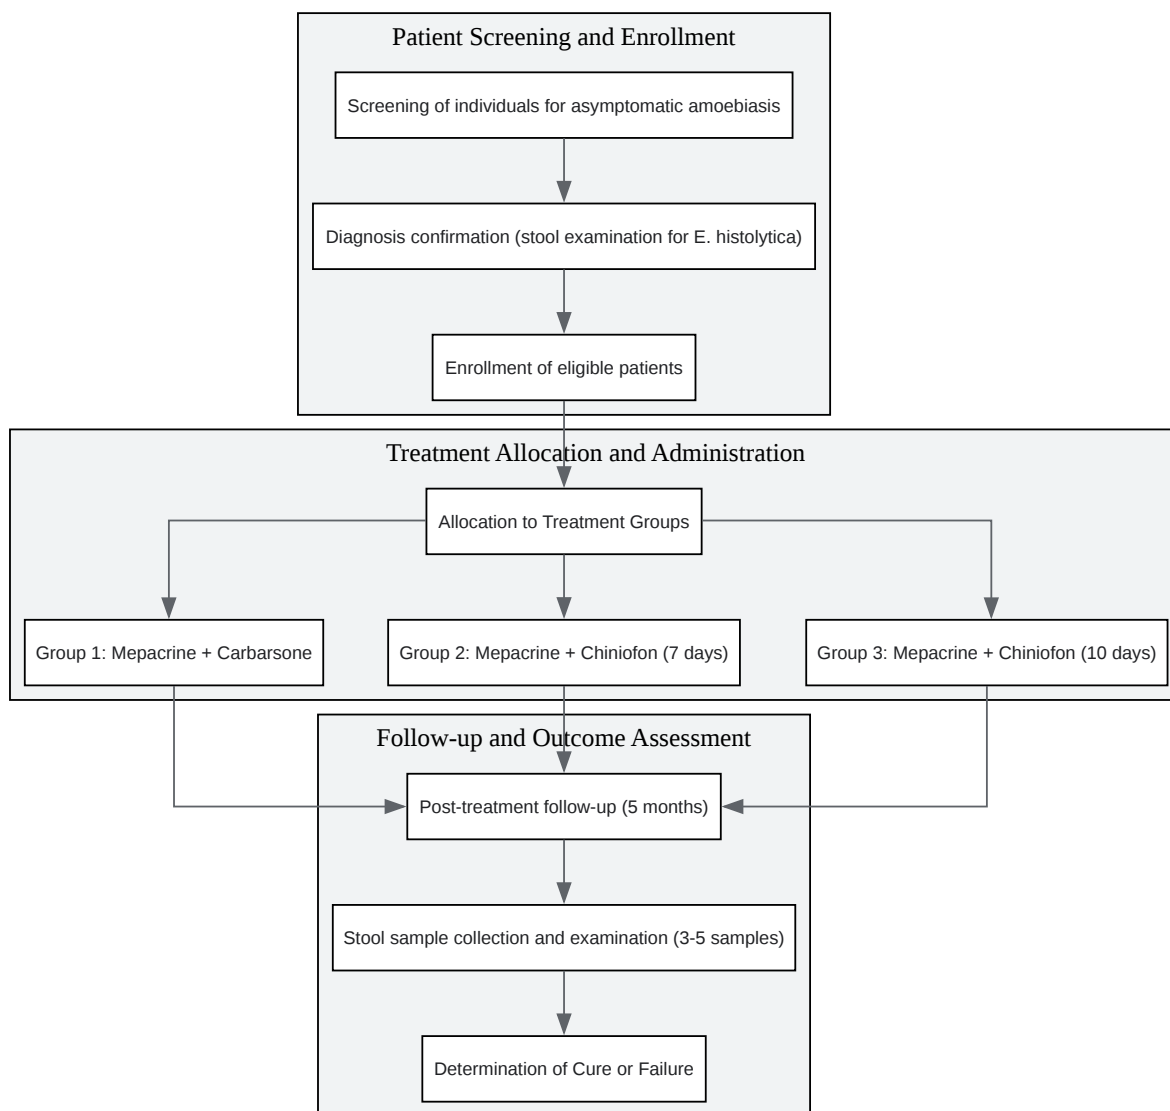 Patient Screening and Enrollment
Screening of individuals for asymptomatic amoebiasis
Diagnosis confirmation (stool examination for E. histolytica)
Enrollment of eligible patients
Treatment Allocation and Administration
Allocation to Treatment Groups
Group 1: Mepacrine + Carbarsone
Group 2: Mepacrine + Chiniofon (7 days)
Group 3: Mepacrine + Chiniofon (10 days)
Follow-up and Outcome Assessment
Post-treatment follow-up (5 months)
Stool sample collection and examination (3-5 samples)
Determination of Cure or Failure